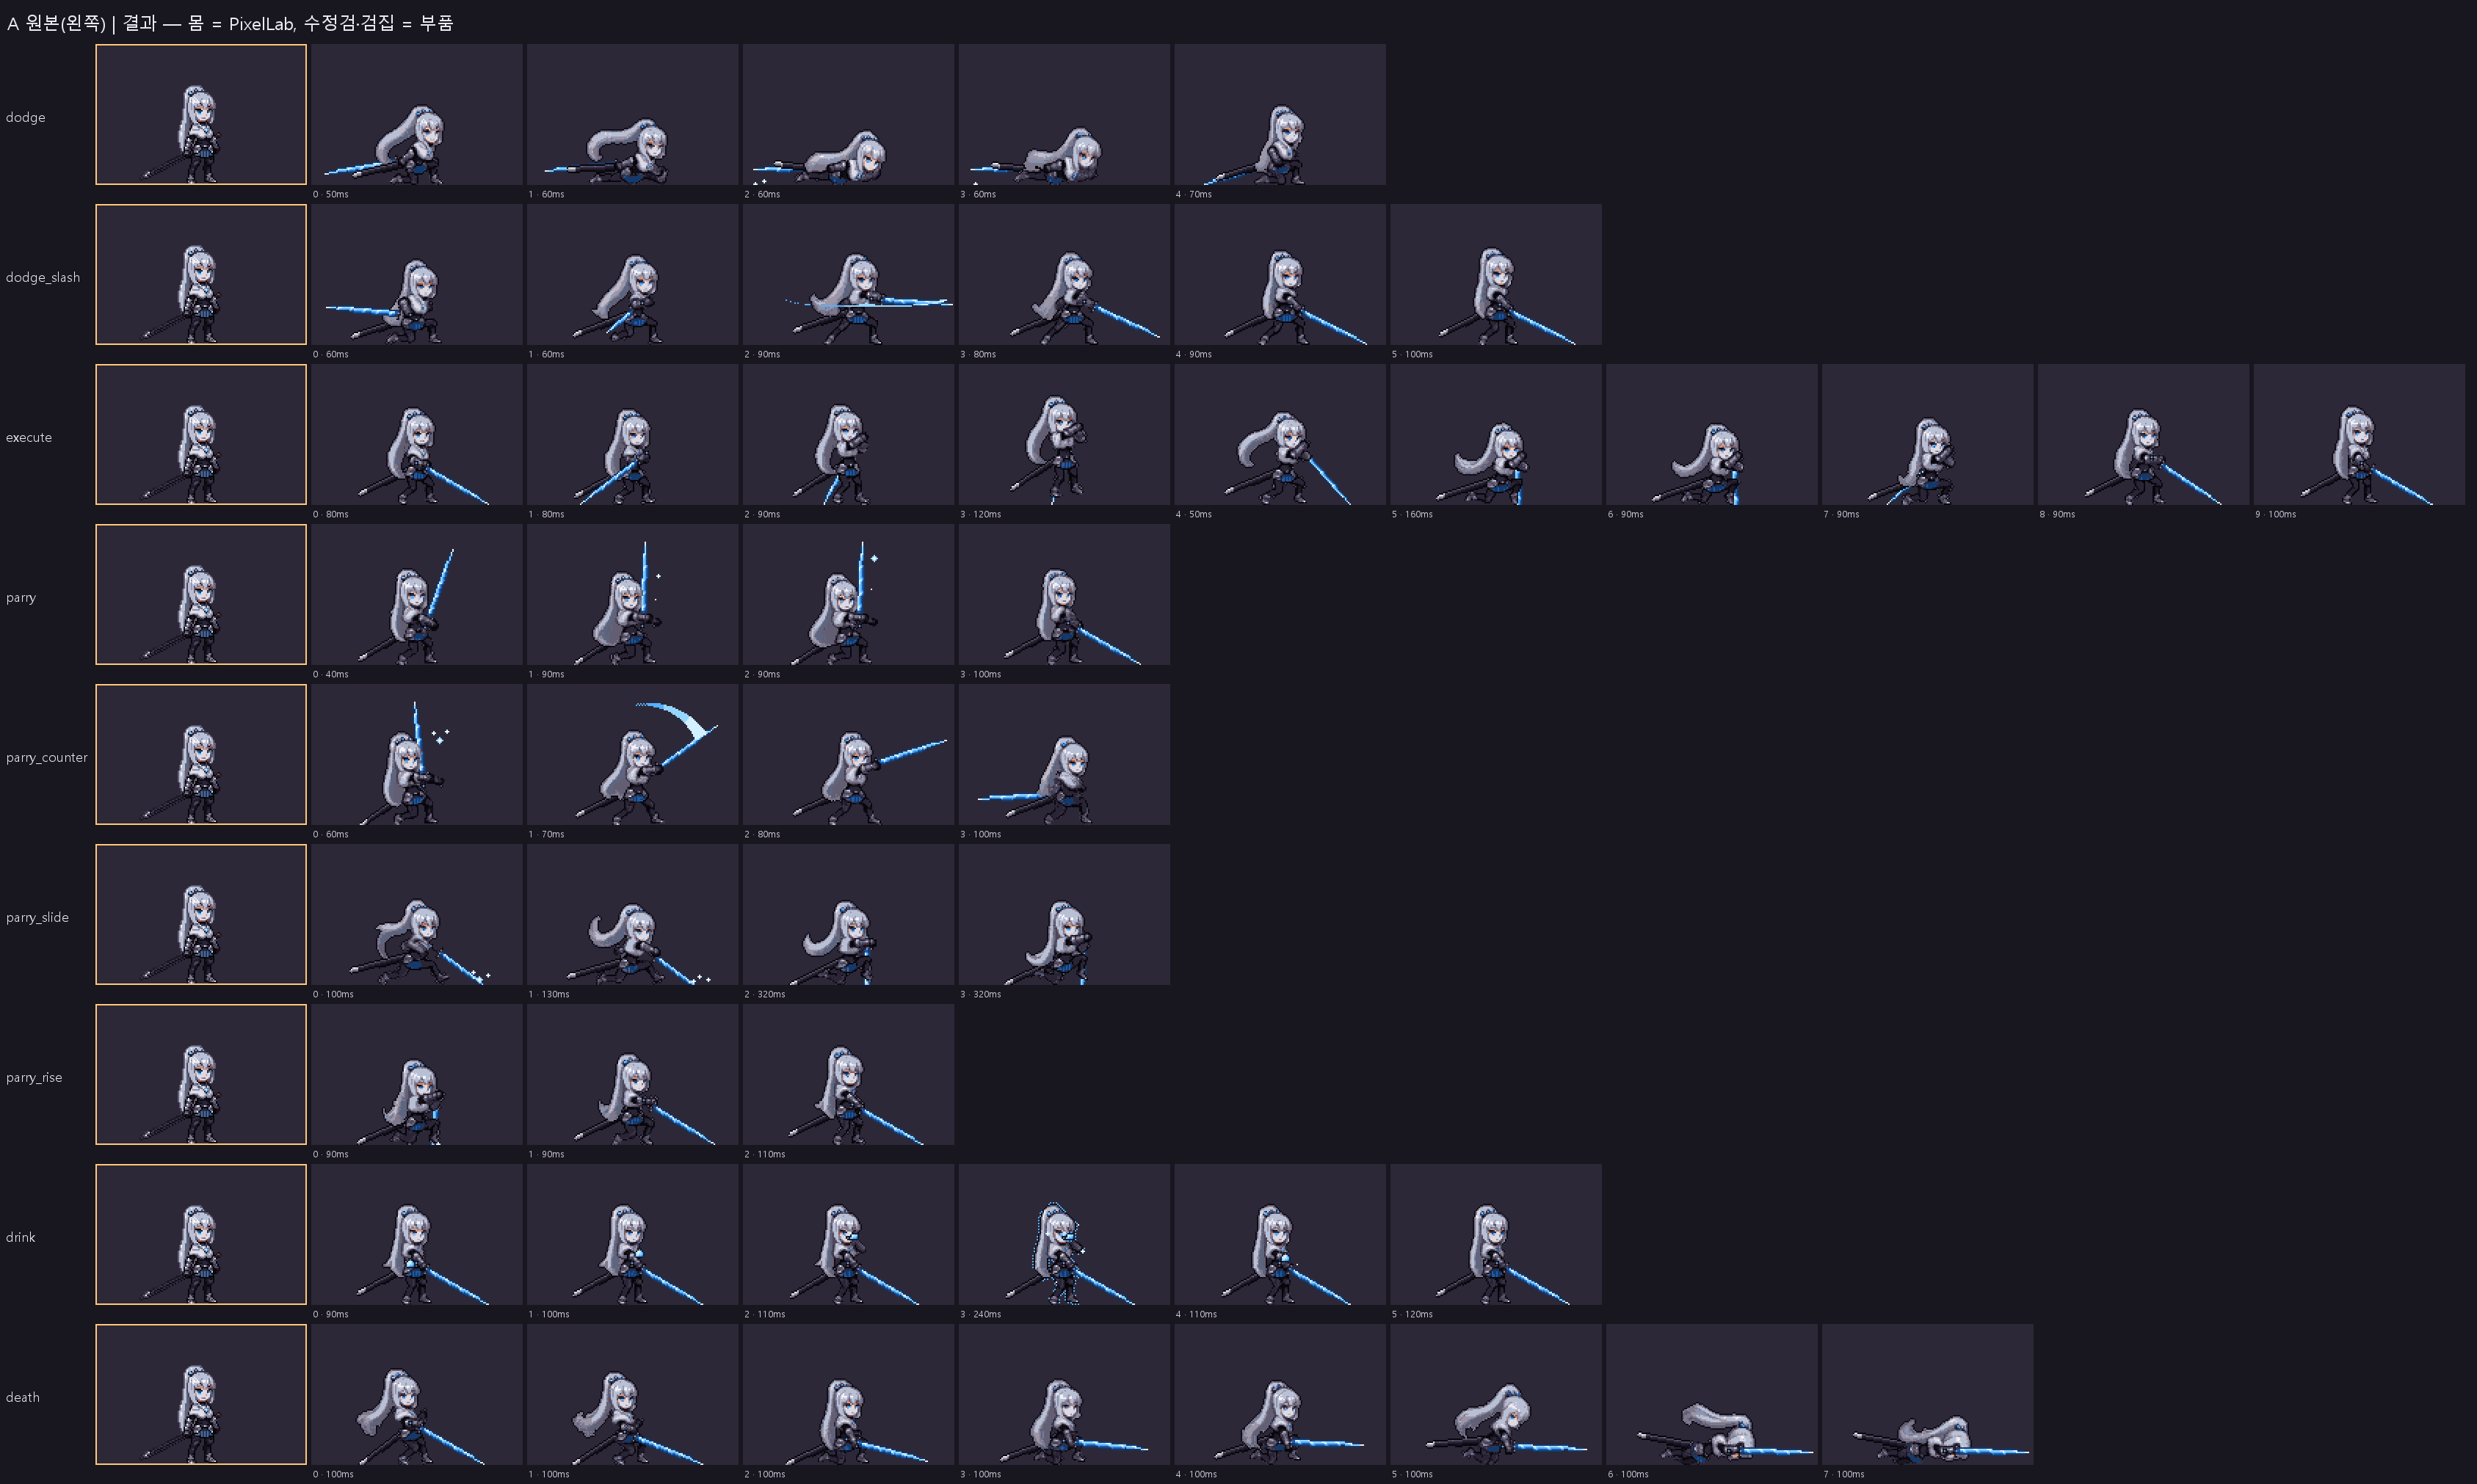 A 원본(왼쪽) | 결과 — 몸 = PixelLab, 수정검·검집 = 부품
dodge
0 · 50ms 1 · 60ms 2 · 60ms 3 · 60ms 4 · 70ms
dodge_slash
0 · 60ms 1 · 60ms 2 · 90ms 3 · 80ms 4 · 90ms 5 · 100ms
execute
0 · 80ms 1 · 80ms 2 · 90ms 3 · 120ms 4 · 50ms 5 · 160ms 6 · 90ms 7 · 90ms 8 · 90ms 9 · 100ms
parry
0 · 40ms 1 · 90ms 2 · 90ms 3 · 100ms
parry_counter
0 · 60ms 1 · 70ms 2 · 80ms 3 · 100ms
parry_slide
0 · 100ms 1 · 130ms 2 · 320ms 3 · 320ms
parry_rise
0 · 90ms 1 · 90ms 2 · 110ms
drink
0 · 90ms 1 · 100ms 2 · 110ms 3 · 240ms 4 · 110ms 5 · 120ms
death
0 · 100ms 1 · 100ms 2 · 100ms 3 · 100ms 4 · 100ms 5 · 100ms 6 · 100ms 7 · 100ms